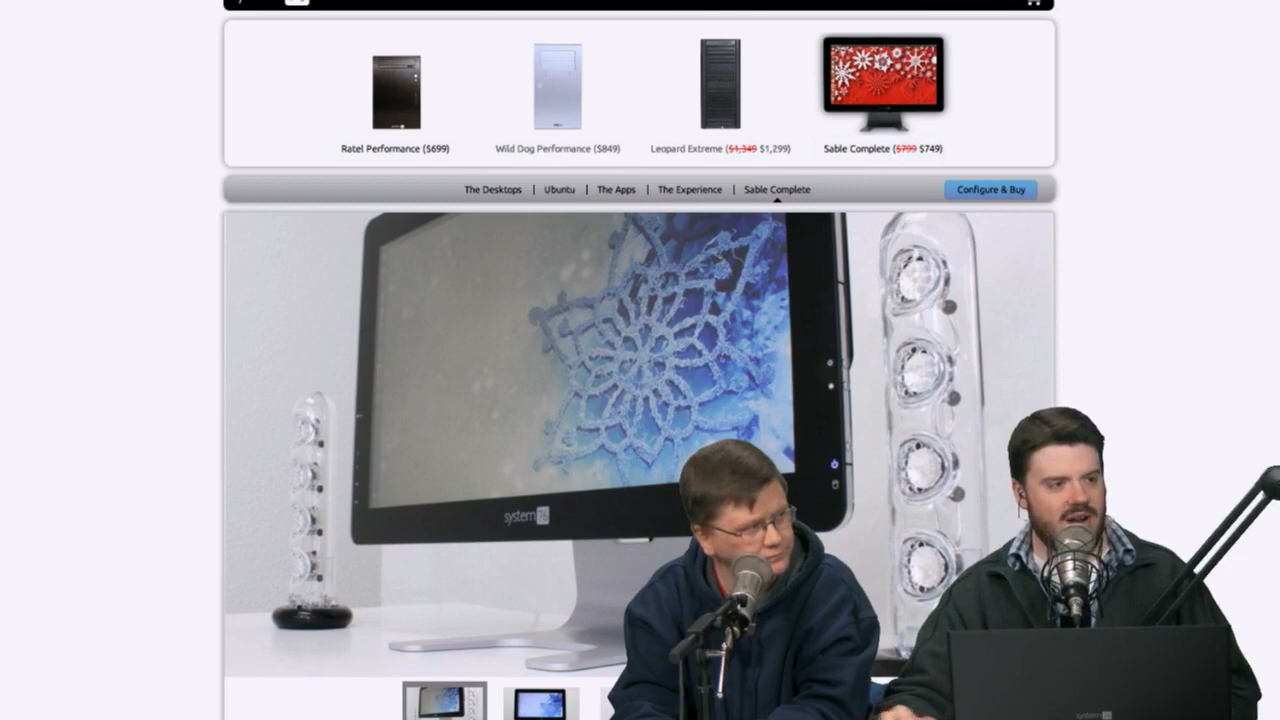 Ratel Performance ($699)
Wild Dog Performance ($849)
Leopard Extreme ($1,349 $1,299)
Sable Complete ($799 $749)
The Desktops | Ubuntu | The Apps | The Experience | Sable Complete
Configure & Buy
system76
system76